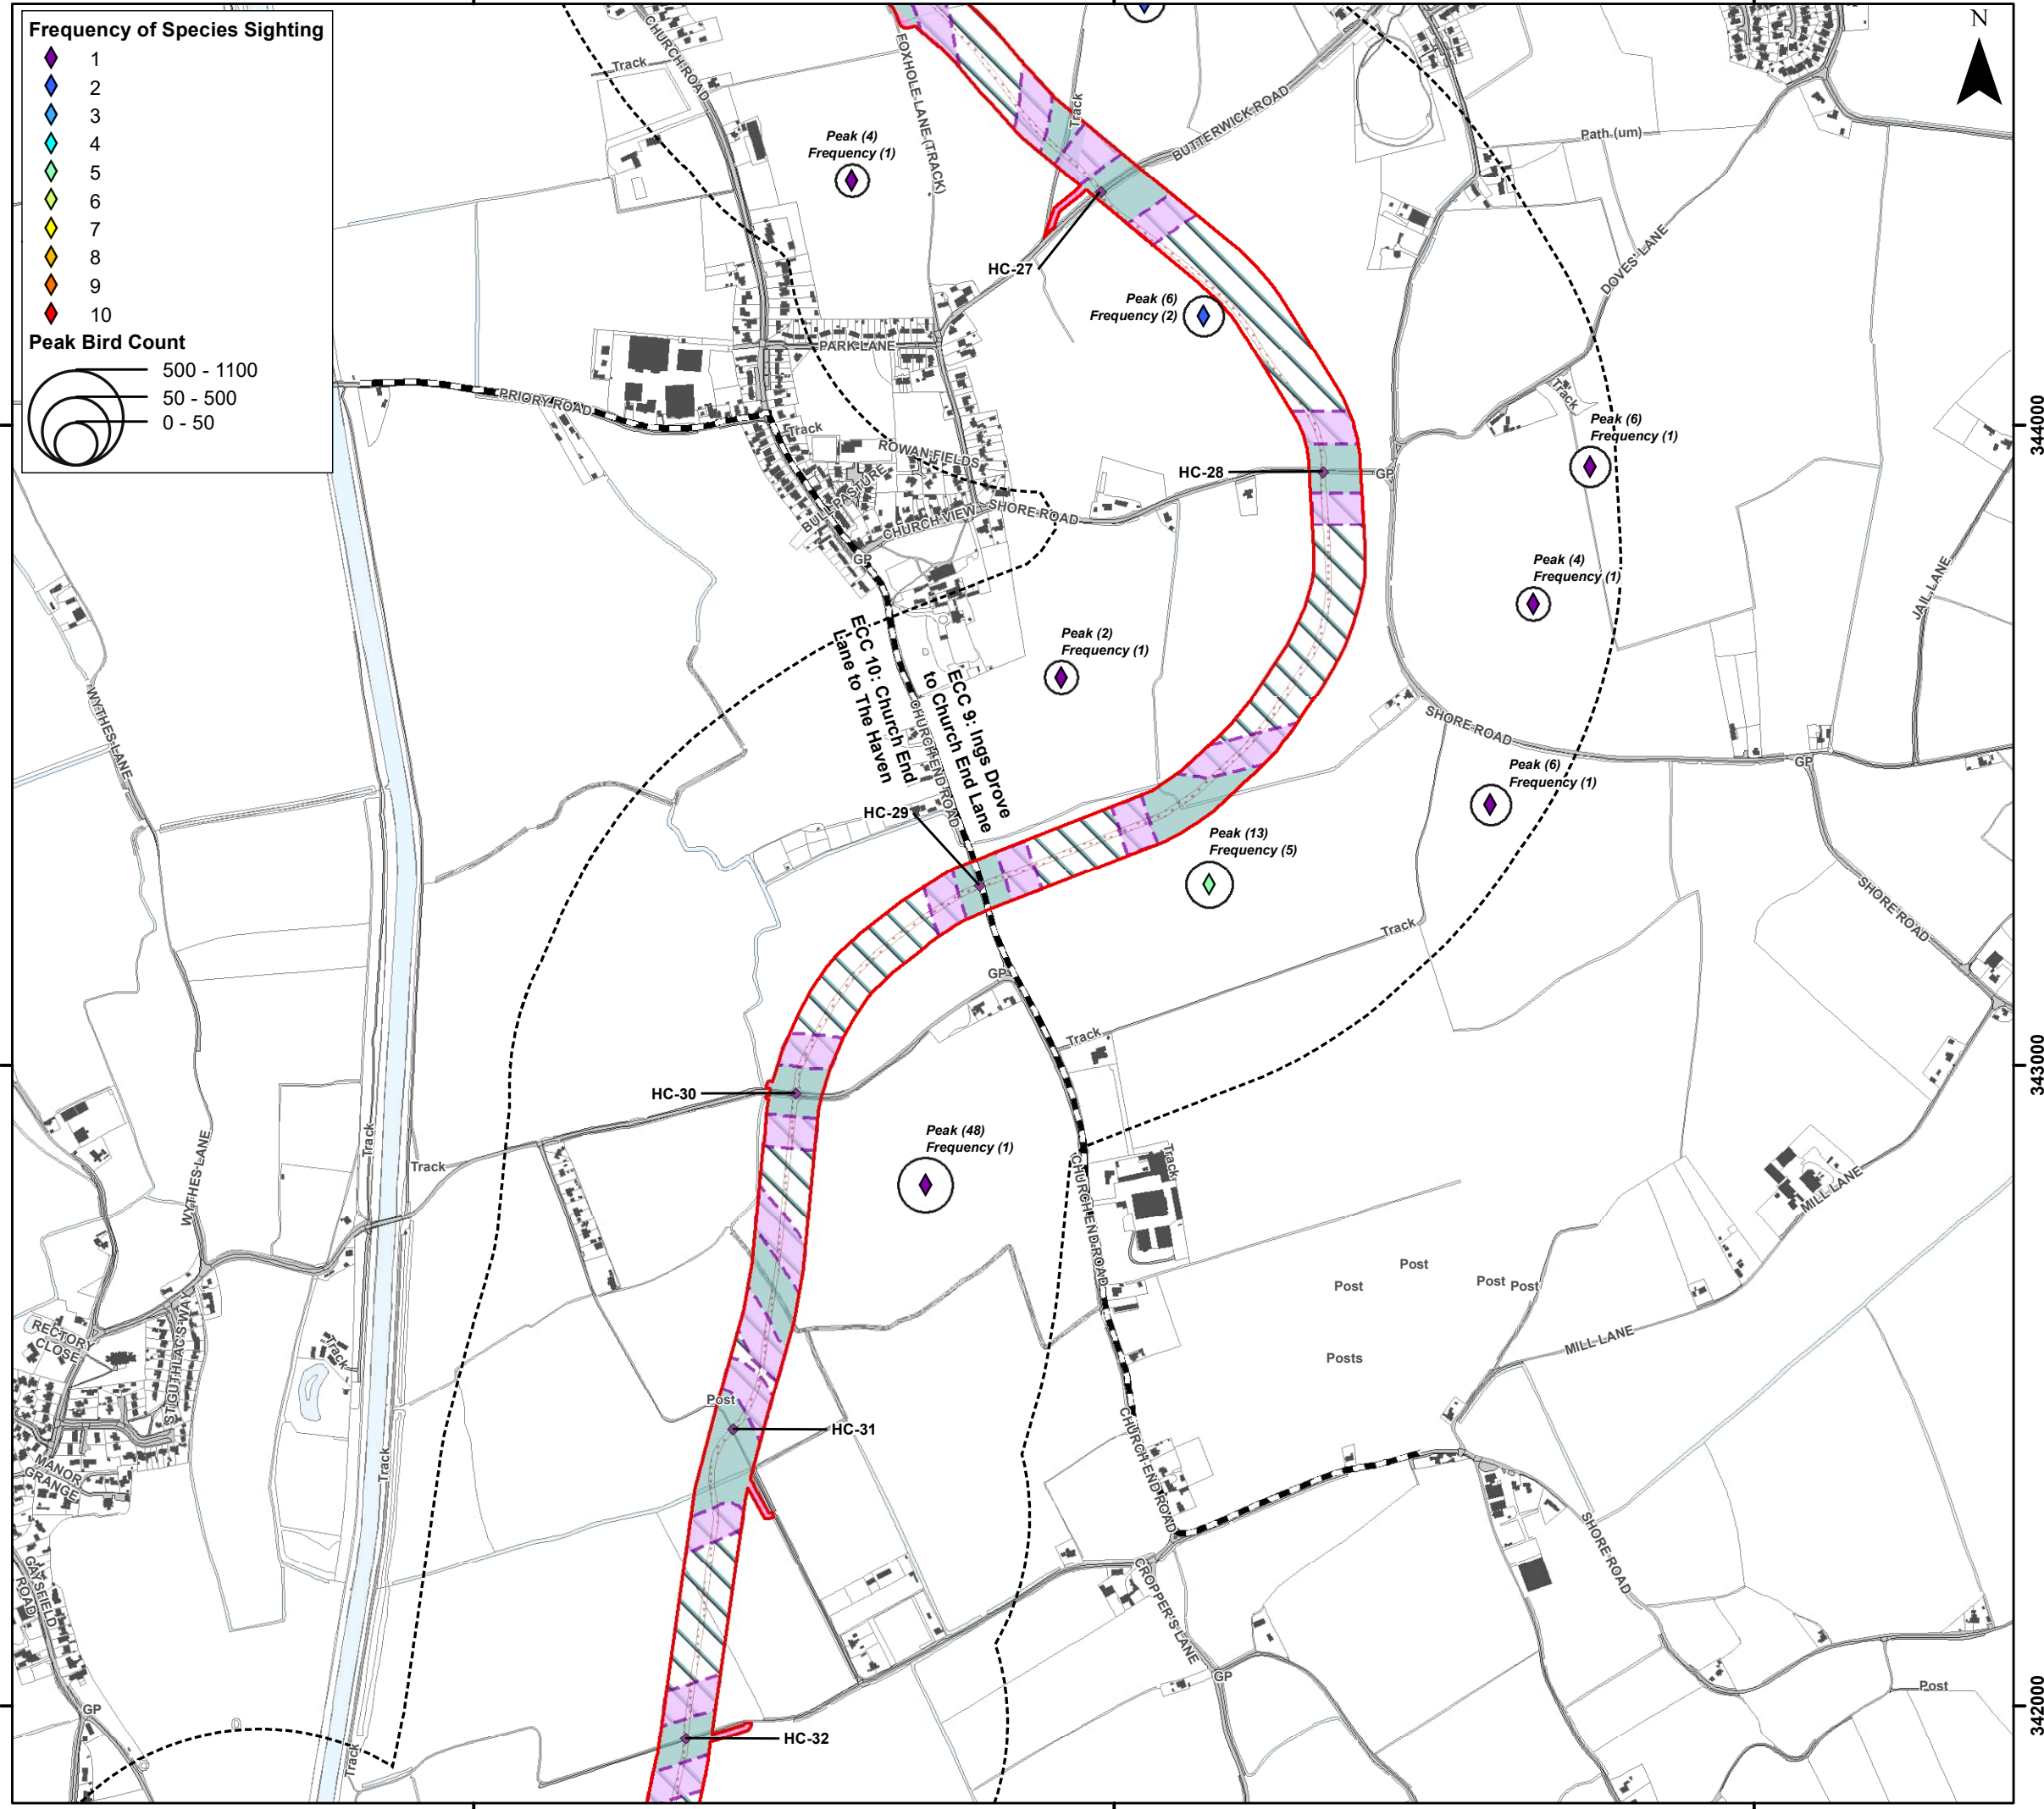 Frequency of Species Sighting
1
2
3
4
5
6
7
8
9
10
Peak Bird Count
500 - 1100
50 - 500
0 - 50
N
CHURCH ROAD
Track
FOXHOLE LANE (TRACK)
Track
BUTTERWICK ROAD
Path (um)
Peak (4)
Frequency (1)
DOVES' LANE
HC-27
Peak (6)
Frequency (2)
PARK LANE
PRIORY ROAD
Track
Track
ROWAN FIELDS
BULL PASTURE
CHURCH VIEW
SHORE ROAD
HC-28
GP
Peak (6)
Frequency (1)
344000
GP
Peak (4)
Frequency (1)
JAIL LANE
Peak (2)
Frequency (1)
ECC 10: Church End
Lane to The Haven
ECC 9: Ings Drove
to Church End Lane
CHURCH END ROAD
WYTHES LANE
SHORE ROAD
GP
Peak (6)
Frequency (1)
HC-29
Peak (13)
Frequency (5)
SHORE ROAD
Track
GP
Track
343000
HC-30
Peak (48)
Frequency (1)
Track
Track
WYTHES LANE
CHURCH END ROAD
Track
MILL LANE
Post
Post
Post
Post
Posts
MILL LANE
RECTORY
CLOSE
ST GUTHLAG'S WAY
Track
Post
HC-31
MANOR
GRANGE
Track
CHURCH END ROAD
SHORE ROAD
GAYSFIELD
ROAD
CROPPER'S LANE
GP
Post
GP
HC-32
Track
342000